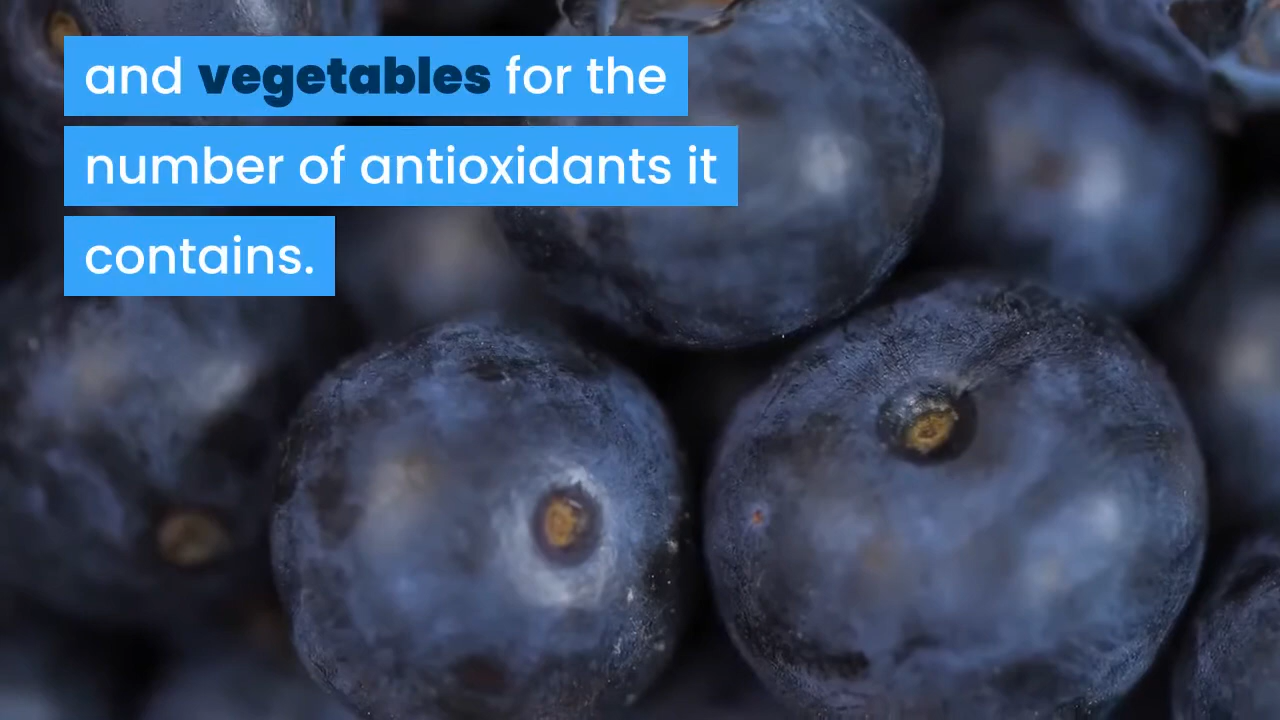 and vegetables for the
number of antioxidants it
contains.